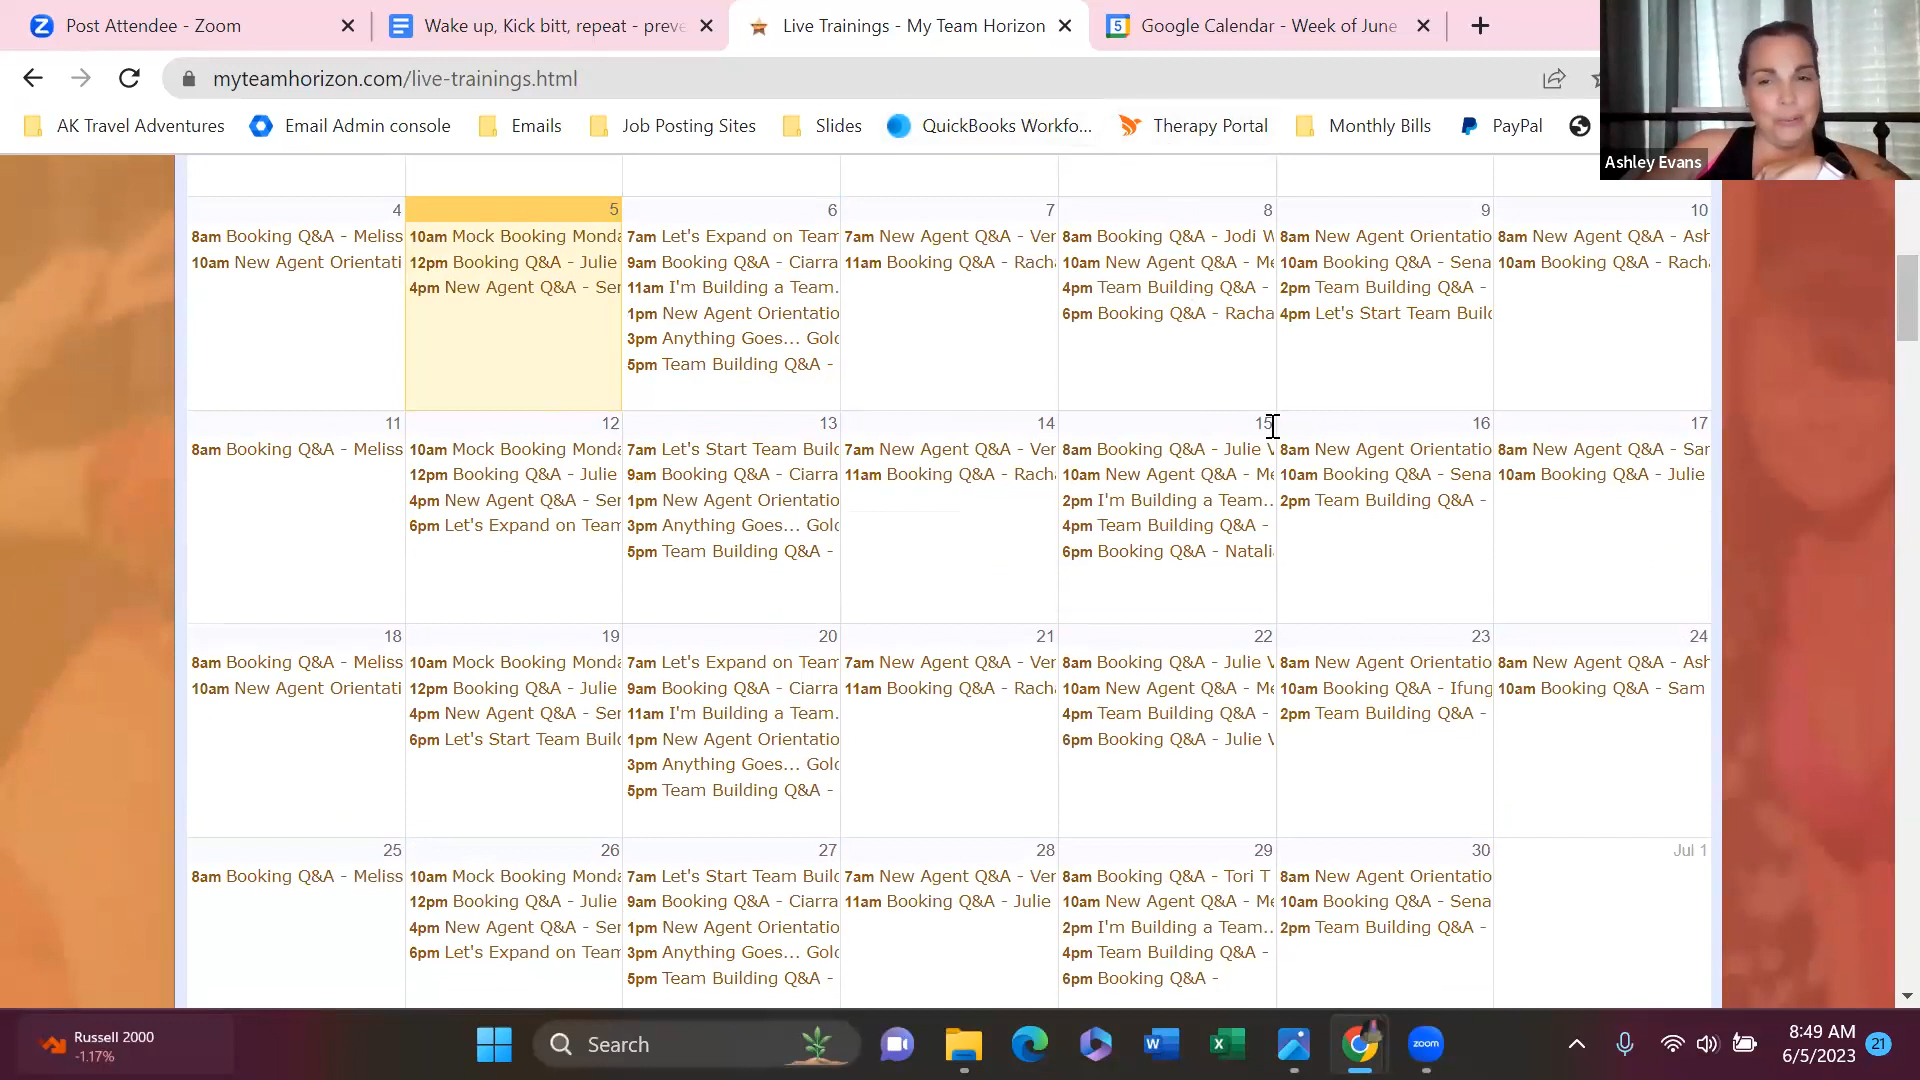 Post Attendee - Zoom
Wake up, Kick bitt, repeat - preve
Live Trainings - My Team Horizon
Google Calendar - Week of June
myteamhorizon.com/live-trainings.html
AK Travel Adventures
Email Admin console
Emails
Job Posting Sites
Slides
QuickBooks Workfo...
Therapy Portal
Monthly Bills
PayPal
Ashley Evans
4
8am Booking Q&A - Meliss
10am New Agent Orientati
5
10am Mock Booking Monda
12pm Booking Q&A - Julie
4pm New Agent Q&A - Ser
6
7am Let's Expand on Team
9am Booking Q&A - Ciarra
11am I'm Building a Team.
1pm New Agent Orientatio
3pm Anything Goes... Gold
5pm Team Building Q&A -
7
7am New Agent Q&A - Ver
11am Booking Q&A - Racha
8
8am Booking Q&A - Jodi W
10am New Agent Q&A - Me
4pm Team Building Q&A -
6pm Booking Q&A - Racha
9
8am New Agent Orientatio
10am Booking Q&A - Sena
2pm Team Building Q&A -
4pm Let's Start Team Build
10
8am New Agent Q&A - Ash
10am Booking Q&A - Racha
11
8am Booking Q&A - Meliss
12
10am Mock Booking Monda
12pm Booking Q&A - Julie
4pm New Agent Q&A - Ser
6pm Let's Expand on Team
13
7am Let's Start Team Build
9am Booking Q&A - Ciarra
1pm New Agent Orientatio
3pm Anything Goes... Gold
5pm Team Building Q&A -
14
7am New Agent Q&A - Ver
11am Booking Q&A - Rach
15
8am Booking Q&A - Julie V
10am New Agent Q&A - Me
2pm I'm Building a Team..
4pm Team Building Q&A -
6pm Booking Q&A - Natali
16
8am New Agent Orientatio
10am Booking Q&A - Sena
2pm Team Building Q&A -
17
8am New Agent Q&A - Sar
10am Booking Q&A - Julie
18
8am Booking Q&A - Meliss
10am New Agent Orientati
19
10am Mock Booking Monda
12pm Booking Q&A - Julie
4pm New Agent Q&A - Ser
6pm Let's Start Team Build
20
7am Let's Expand on Team
9am Booking Q&A - Ciarra
11am I'm Building a Team.
1pm New Agent Orientatio
3pm Anything Goes... Gold
5pm Team Building Q&A -
21
7am New Agent Q&A - Ver
11am Booking Q&A - Rach
22
8am Booking Q&A - Julie V
10am New Agent Q&A - Me
4pm Team Building Q&A -
6pm Booking Q&A - Julie V
23
8am New Agent Orientatio
10am Booking Q&A - Ifung
2pm Team Building Q&A -
24
8am New Agent Q&A - Ash
10am Booking Q&A - Sam
25
8am Booking Q&A - Meliss
26
10am Mock Booking Monda
12pm Booking Q&A - Julie
4pm New Agent Q&A - Ser
6pm Let's Expand on Team
27
7am Let's Start Team Build
9am Booking Q&A - Ciarra
1pm New Agent Orientatio
3pm Anything Goes... Gold
5pm Team Building Q&A -
28
7am New Agent Q&A - Ver
11am Booking Q&A - Julie
29
8am Booking Q&A - Tori T
10am New Agent Q&A - Me
2pm I'm Building a Team..
4pm Team Building Q&A -
6pm Booking Q&A -
30
8am New Agent Orientatio
10am Booking Q&A - Sena
2pm Team Building Q&A -
Jul 1
Russell 2000
-1.17%
Search
zoom
8:49 AM
6/5/2023
21